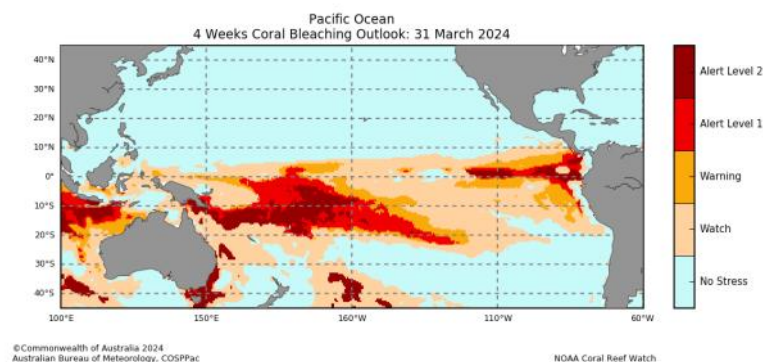 Pacific Ocean
4 Weeks Coral Bleaching Outlook: 31 March 2024
40°N
30°N
20°N
10°N
0°
10°S
20°S
30°S
40°S
100°E
150°E
160°W
110°W
60°W
Alert Level 2
Alert Level 1
Warning
Watch
No Stress
©Commonwealth of Australia 2024
Australian Bureau of Meteorology, COSPPac
NOAA Coral Reef Watch